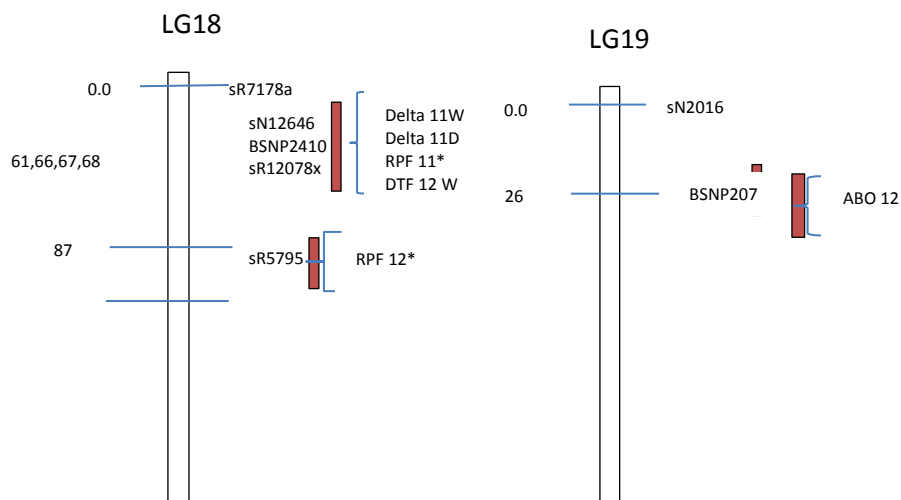 LG18
0.0
sR7178a
sN12646
BSNP2410
sR12078x
61,66,67,68
Delta 11W
Delta 11D
RPF 11*
DTF 12 W
87
sR5795
RPF 12*
LG19
0.0
sN2016
26
BSNP207
ABO 12